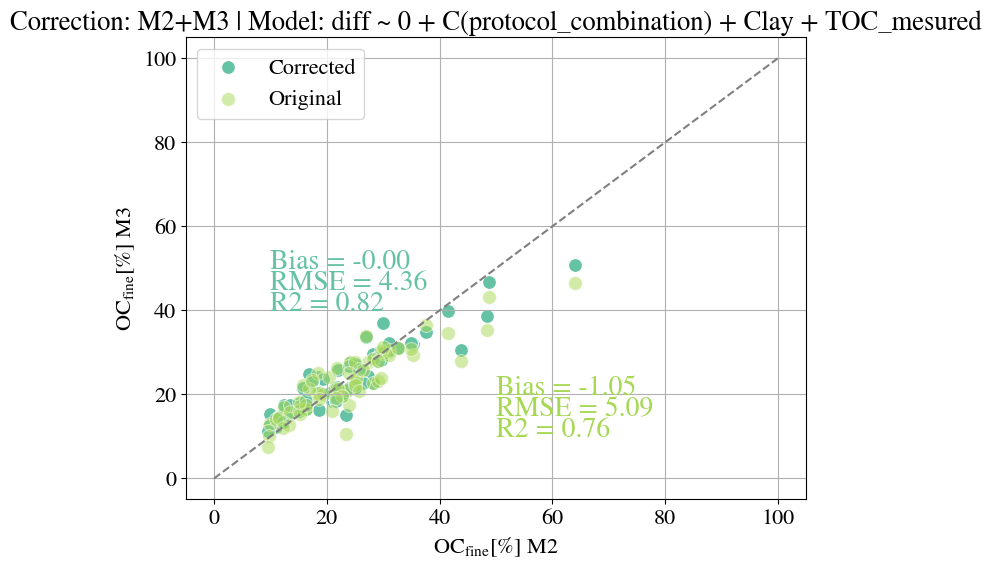 Correction: M2+M3 | Model: diff ~ 0 + C(protocol_combination) + Clay + TOC_mesured
100
80
60
40
20
0
OC_fine[%] M3
Corrected
Original
Bias = -0.00
RMSE = 4.36
R2 = 0.82
Bias = -1.05
RMSE = 5.09
R2 = 0.76
0 20 40 60 80 100
OC_fine[%] M2